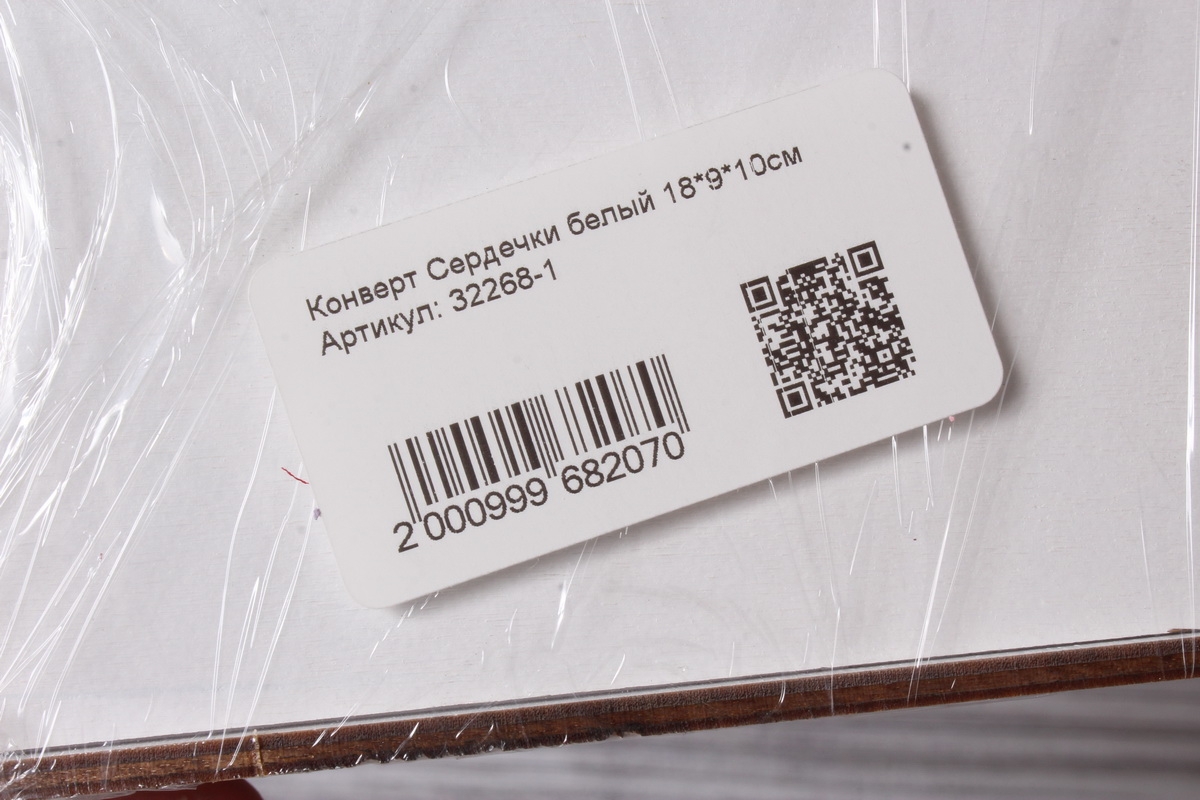 Конверт Сердечки белый 18*9*10см
Артикул: 32268-1
2 000999 682070